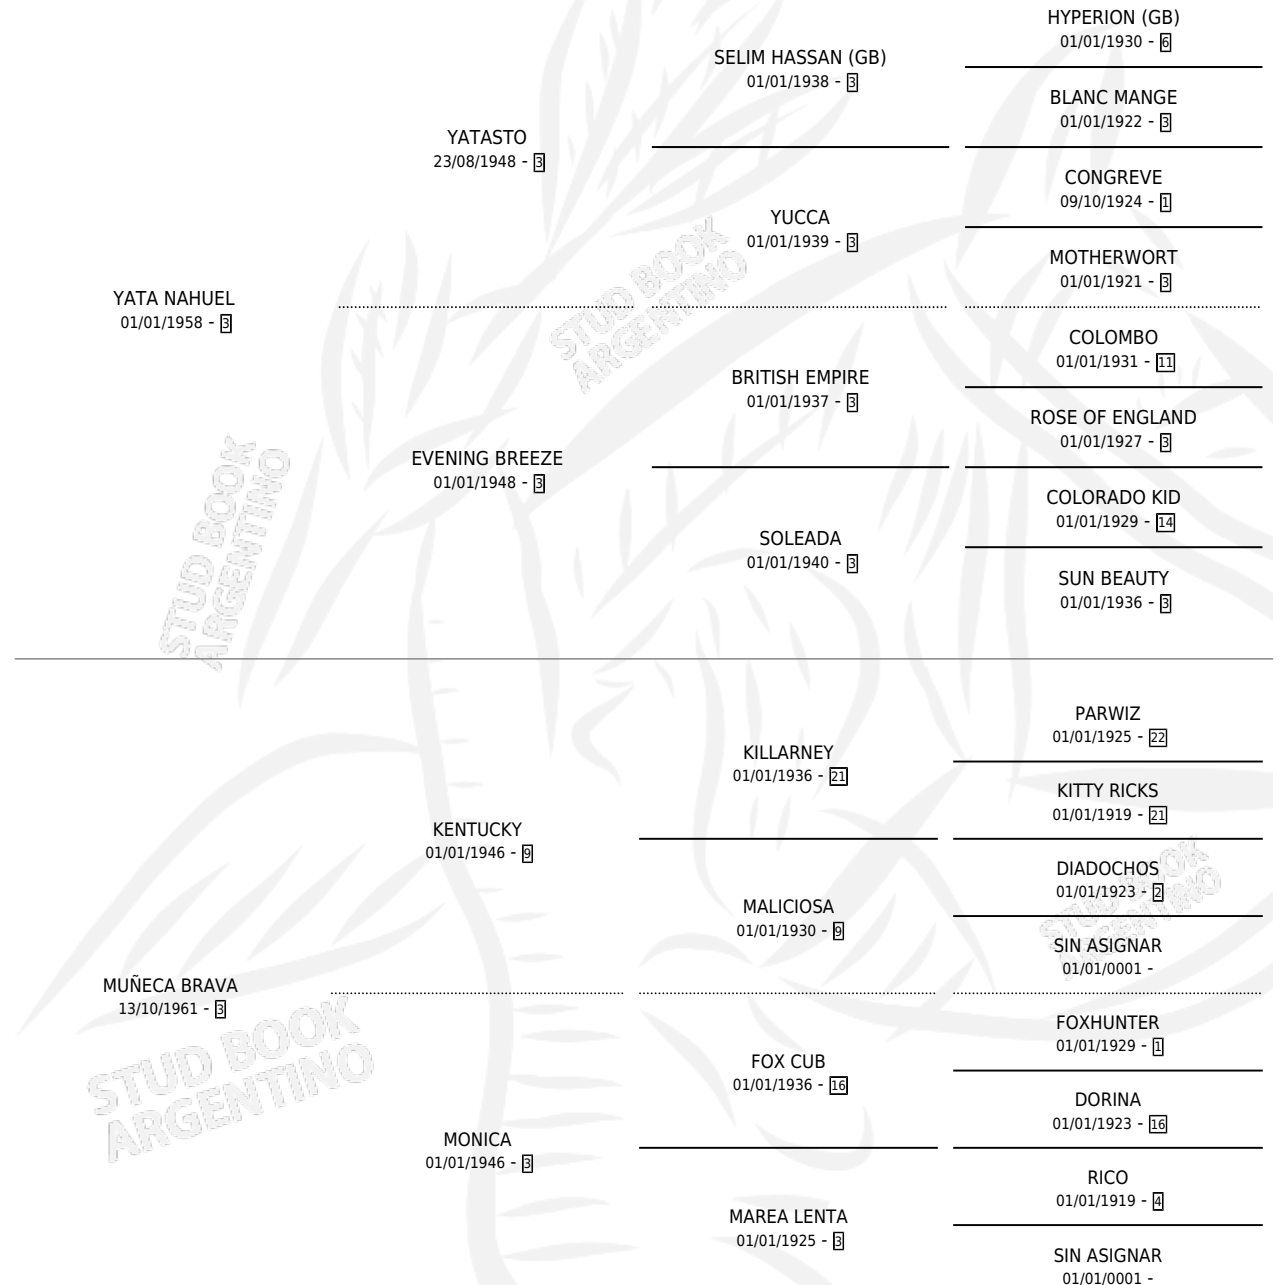 HYPERION (GB)
01/01/1930 - 6
SELIM HASSAN (GB)
01/01/1938 - 3
BLANC MANGE
01/01/1922 - 3
YATASTO
23/08/1948 - 3
CONGREVE
09/10/1924 - 1
YUCCA
01/01/1939 - 3
MOTHERWORT
01/01/1921 - 3
YATA NAHUEL
01/01/1958 - 3
COLOMBO
01/01/1931 - 11
BRITISH EMPIRE
01/01/1937 - 3
ROSE OF ENGLAND
01/01/1927 - 3
EVENING BREEZE
01/01/1948 - 3
COLORADO KID
01/01/1929 - 14
SOLEADA
01/01/1940 - 3
SUN BEAUTY
01/01/1936 - 3
PARWIZ
01/01/1925 - 22
KILLARNEY
01/01/1936 - 21
KITTY RICKS
01/01/1919 - 21
KENTUCKY
01/01/1946 - 9
DIADOCHOS
01/01/1923 - 2
MALICIOSA
01/01/1930 - 9
SIN ASIGNAR
01/01/0001 -
MUÑECA BRAVA
13/10/1961 - 3
FOXHUNTER
01/01/1929 - 1
FOX CUB
01/01/1936 - 16
DORINA
01/01/1923 - 16
MONICA
01/01/1946 - 3
RICO
01/01/1919 - 4
MAREA LENTA
01/01/1925 - 3
SIN ASIGNAR
01/01/0001 -
STUD BOOK
ARGENTINO
STUD BOOK
ARGENTINO
STUD BOOK
ARGENTINO
STUD BOOK
ARGENTINO